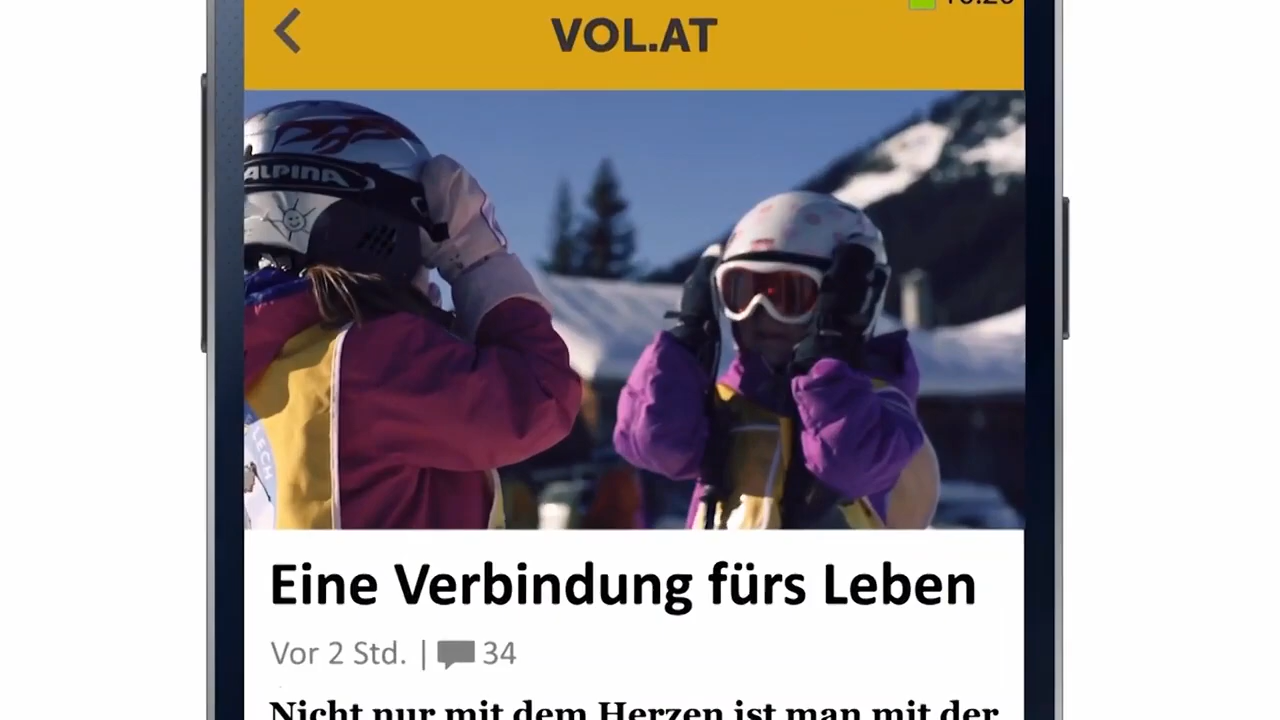 VOL.AT
ALPINA
LECH
Eine Verbindung fürs Leben
Vor 2 Std. | 34
Nicht nur mit dem Herzen ist man mit der